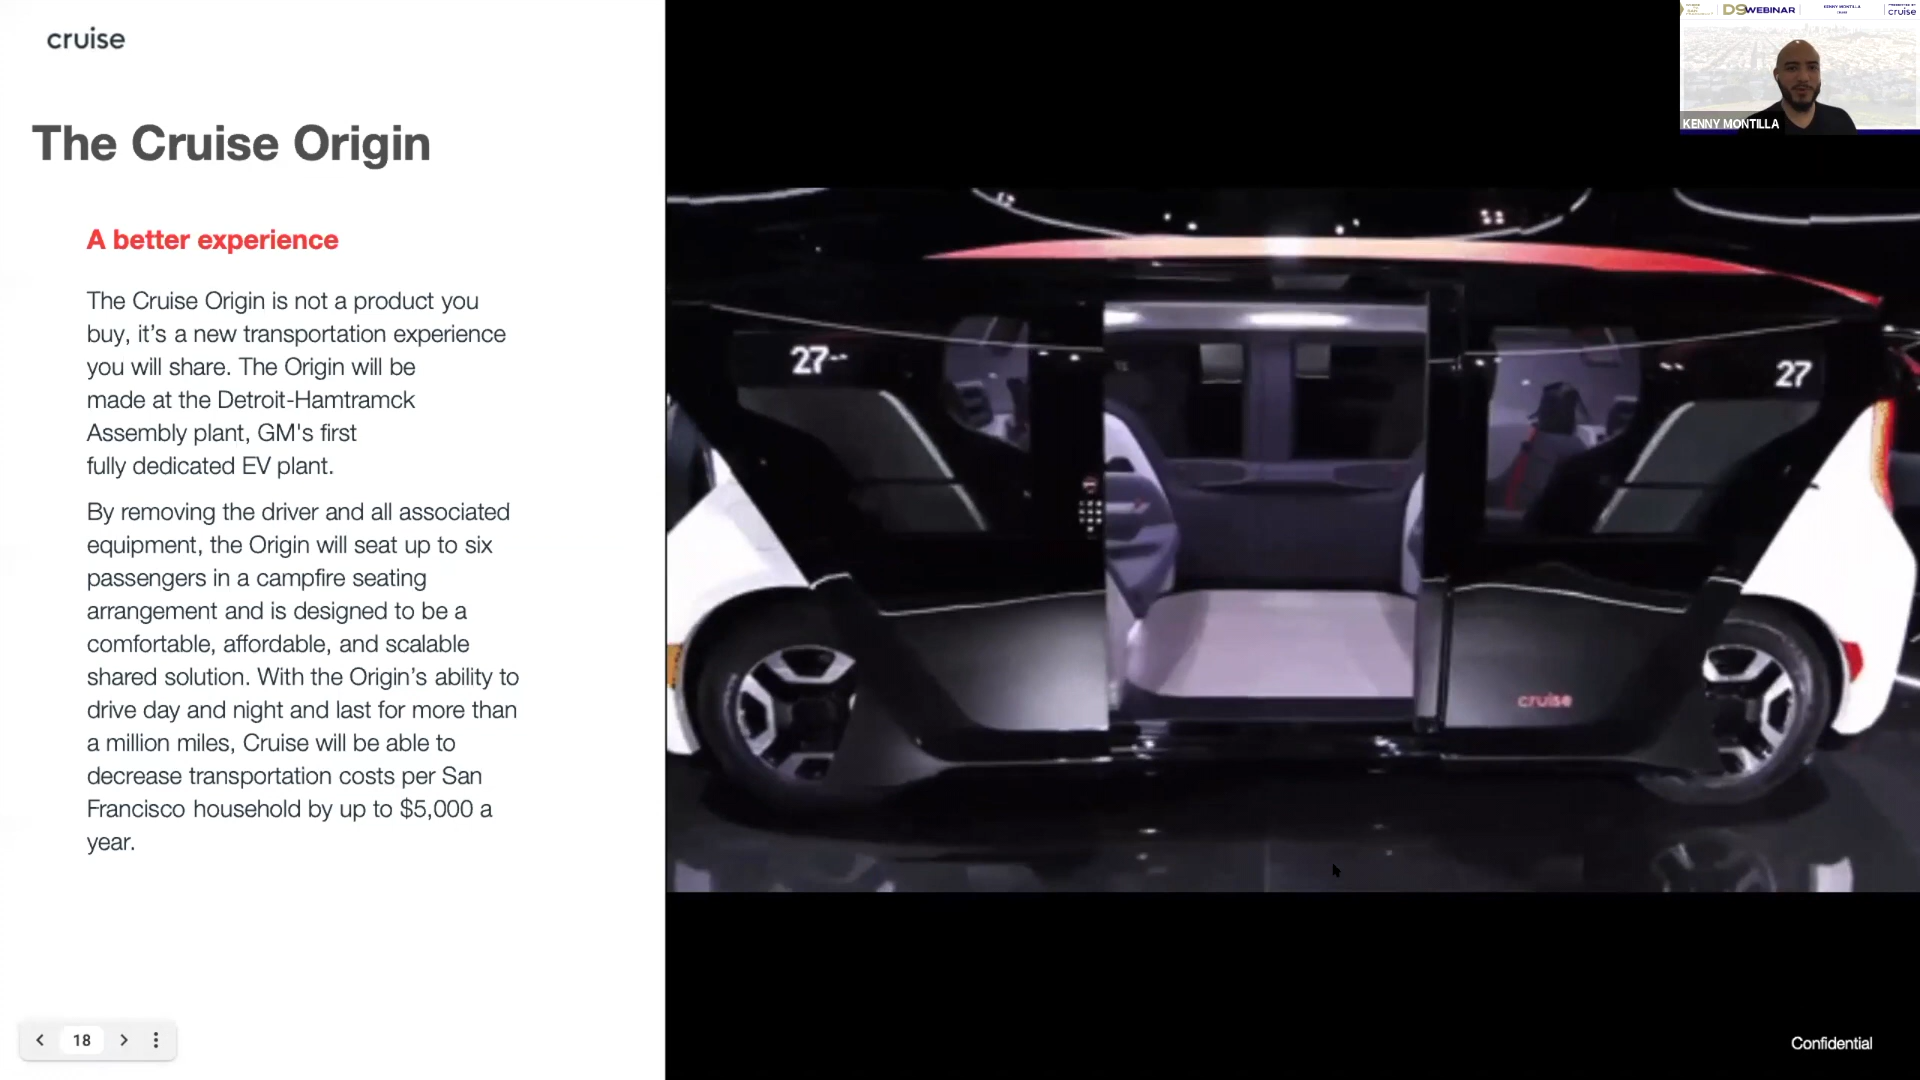 cruise
The Cruise Origin
A better experience
The Cruise Origin is not a product you
buy, it’s a new transportation experience
you will share. The Origin will be
made at the Detroit-Hamtramck
Assembly plant, GM's first
fully dedicated EV plant.
By removing the driver and all associated
equipment, the Origin will seat up to six
passengers in a campfire seating
arrangement and is designed to be a
comfortable, affordable, and scalable
shared solution. With the Origin’s ability to
drive day and night and last for more than
a million miles, Cruise will be able to
decrease transportation costs per San
Francisco household by up to $5,000 a
year.
18
D9WEBINAR
KENNY MONTILLA
cruise
KENNY MONTILLA
27
27
cruise
Confidential